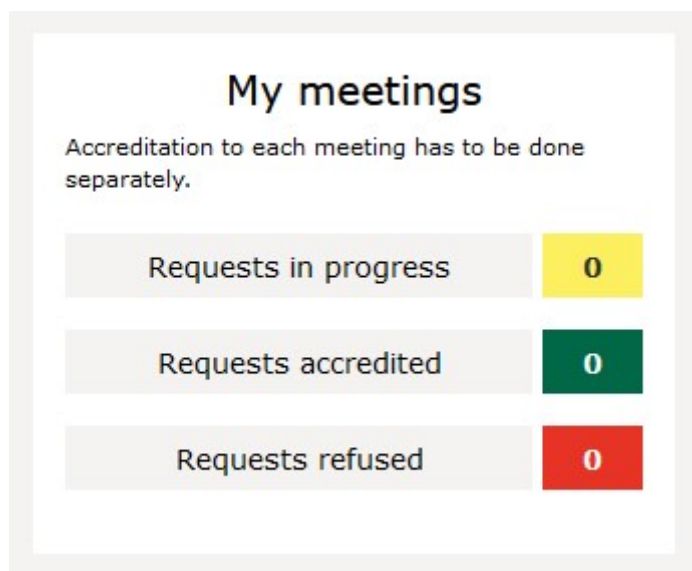 My meetings
Accreditation to each meeting has to be done
separately.
Requests in progress 0
Requests accredited 0
Requests refused 0